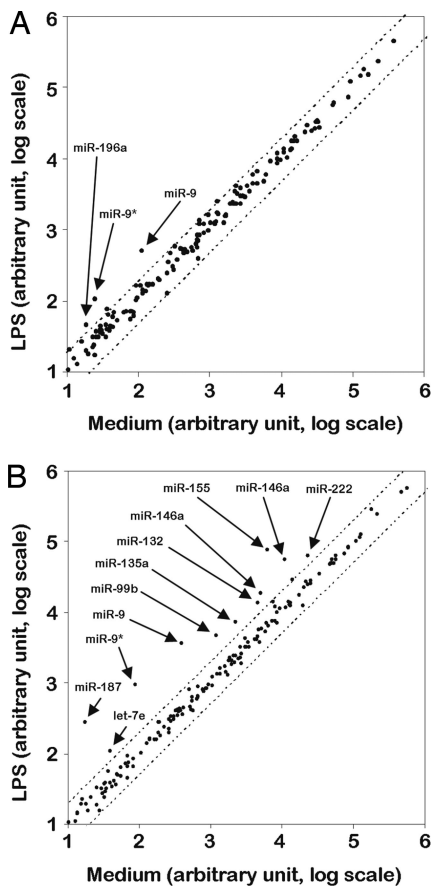 A
6
5
4
3
2
1
LPS (arbitrary unit, log scale)
miR-196a
miR-9*
miR-9
1 2 3 4 5 6
Medium (arbitrary unit, log scale)
B
6
5
4
3
2
1
LPS (arbitrary unit, log scale)
miR-155
miR-146a
miR-222
miR-146a
miR-132
miR-135a
miR-99b
miR-9
miR-9*
miR-187
let-7e
1 2 3 4 5 6
Medium (arbitrary unit, log scale)